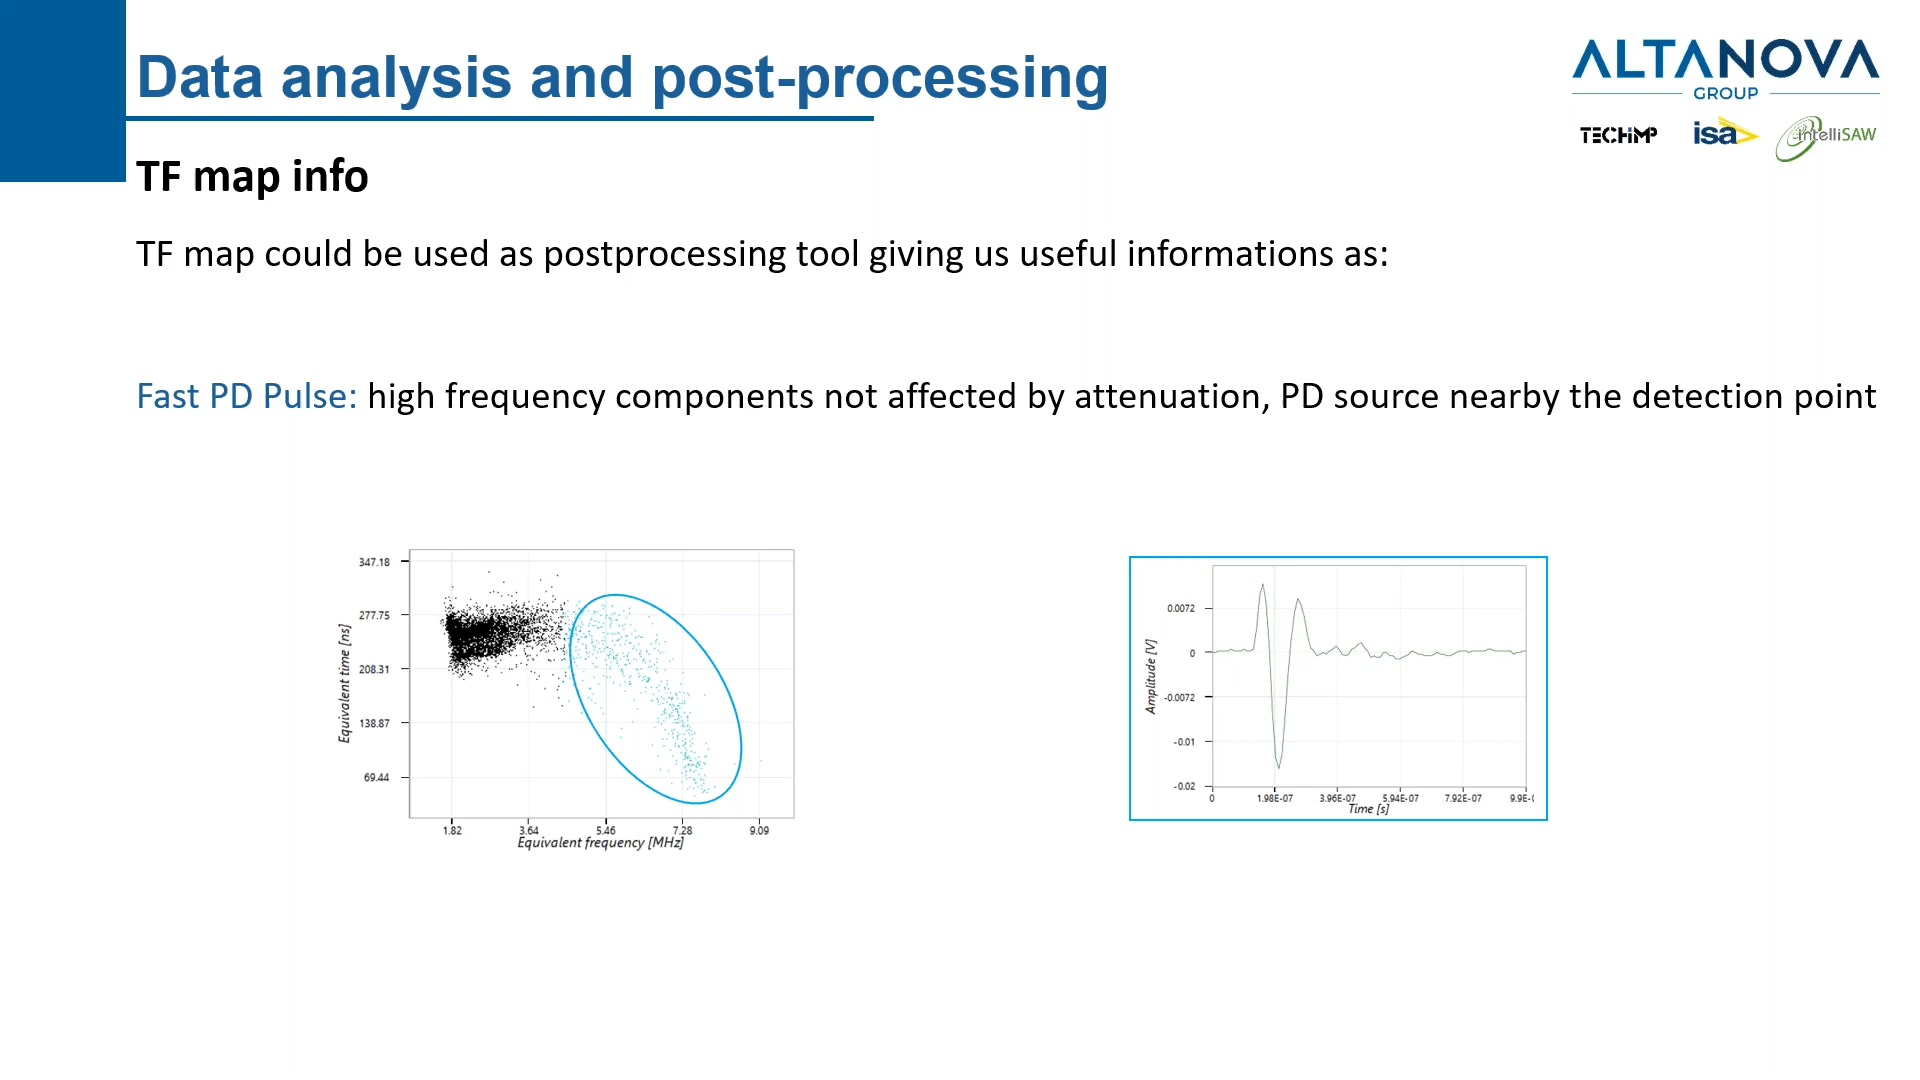 Data analysis and post-processing
ALTANOVA
GROUP
TECHIMP
isa
intelliSAW
TF map info
TF map could be used as postprocessing tool giving us useful informations as:
Fast PD Pulse: high frequency components not affected by attenuation, PD source nearby the detection point
347.18
277.75
208.31
138.87
69.44
Equivalent time [ns]
1.82 3.64 5.46 7.28 9.09
Equivalent frequency [MHz]
0.0072
0
-0.0072
-0.01
-0.02
Amplitude [V]
0 1.98E-07 3.96E-07 5.94E-07 7.92E-07 9.9E-(
Time [s]